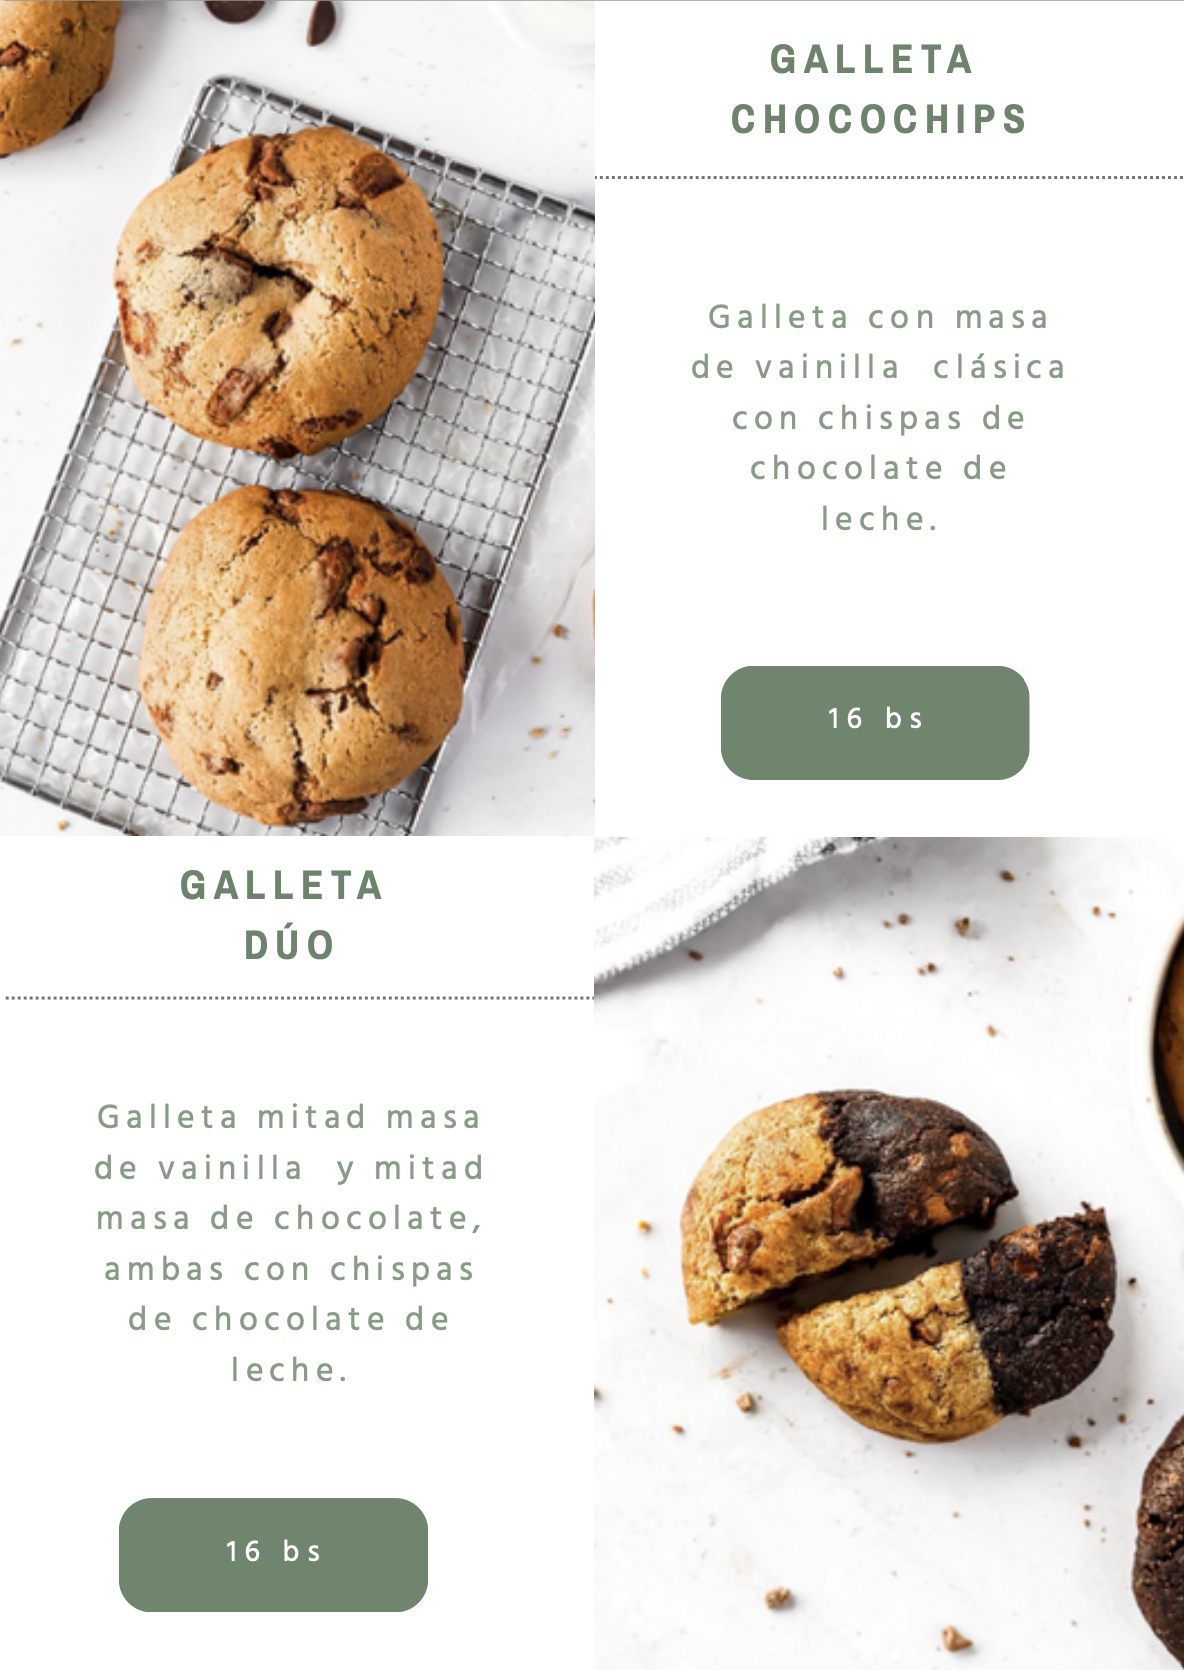 GALLETA
CHOCOCHIPS
Galleta con masa
de vainilla clásica
con chispas de
chocolate de
leche.
16 bs
GALLETA
DÚO
Galleta mitad masa
de vainilla y mitad
masa de chocolate,
ambas con chispas
de chocolate de
leche.
16 bs